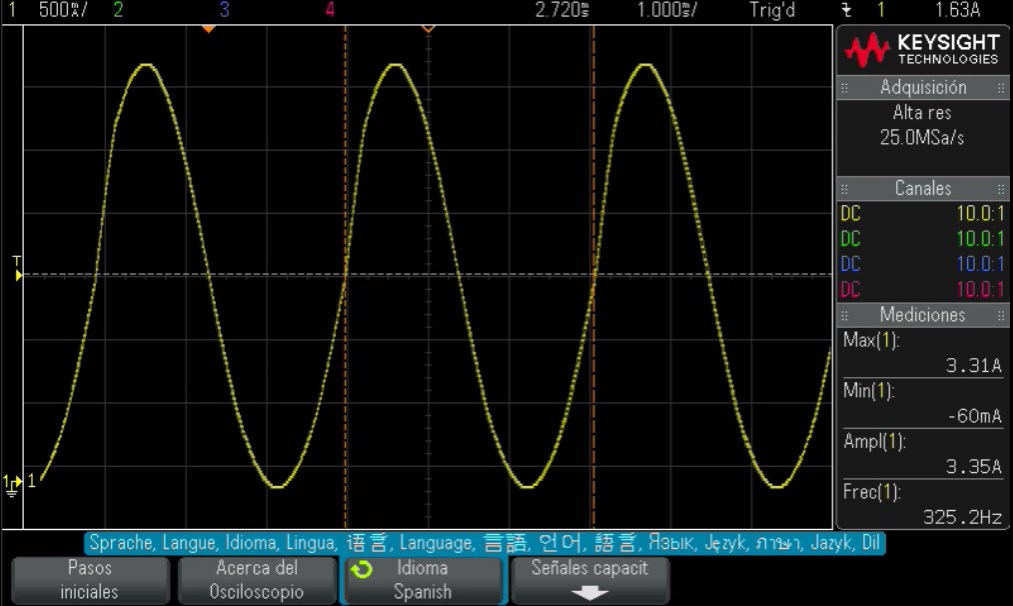 1 500mA/ 2 3 4 2.720ms 1.000ms/ Trig'd 1 1.63A
KEYSIGHT
TECHNOLOGIES
Adquisición
Alta res
25.0MSa/s
Canales
DC 10.0:1
DC 10.0:1
DC 10.0:1
DC 10.0:1
Mediciones
Max(1):
3.31A
Min(1):
-60mA
Ampl(1):
3.35A
Frec(1):
325.2Hz
T
1 1
Sprache, Langue, Idioma, Lingua, 语言, Language, 言語, 언어, 語言, Язык, Język, ภาษา, Jazyk, Dil
Pasos
iniciales
Acerca del
Osciloscopio
Idioma
Spanish
Señales capacit